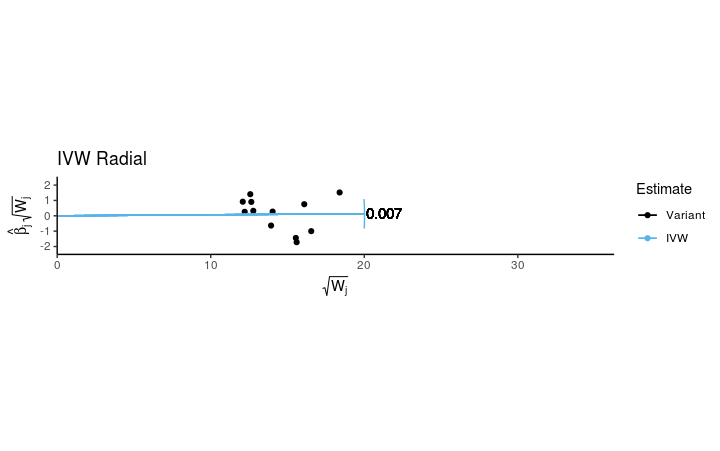 IVW Radial
β̂ⱼ√Wⱼ
2
1
0
-1
-2
0.007
0 10 20 30
√Wⱼ
Estimate
Variant
IVW